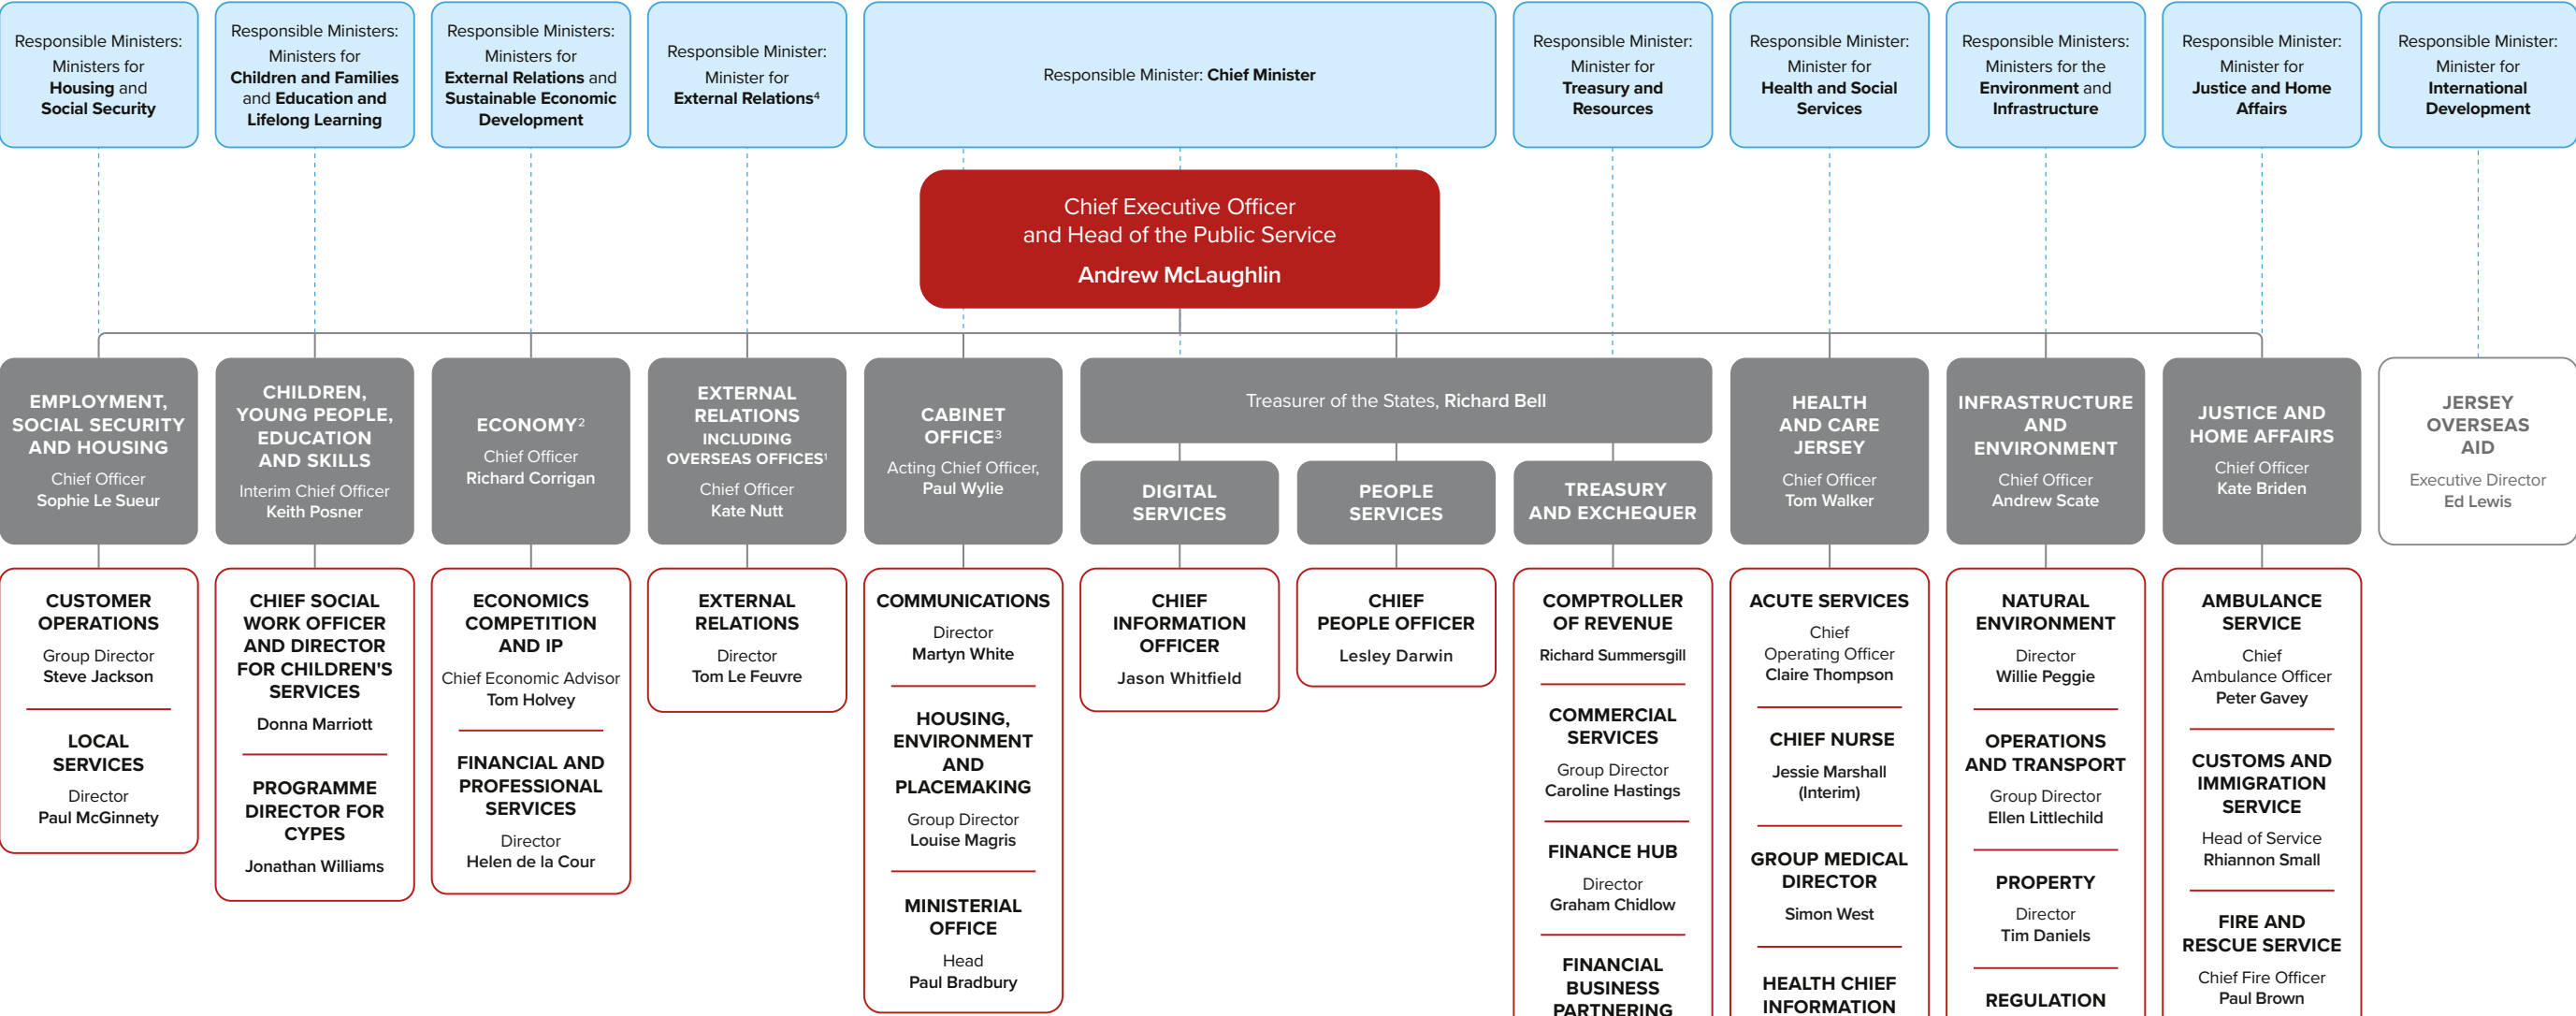 Responsible Ministers:
Ministers for
Housing and
Social Security
Responsible Ministers:
Ministers for
Children and Families
and Education and
Lifelong Learning
Responsible Ministers:
Ministers for
External Relations and
Sustainable Economic
Development
Responsible Minister:
Minister for
External Relations⁴
Responsible Minister: Chief Minister
Responsible Minister:
Minister for
Treasury and
Resources
Responsible Minister:
Minister for
Health and Social
Services
Responsible Ministers:
Ministers for the
Environment and
Infrastructure
Responsible Minister:
Minister for
Justice and Home
Affairs
Responsible Minister:
Minister for
International
Development
Chief Executive Officer
and Head of the Public Service
Andrew McLaughlin
EMPLOYMENT,
SOCIAL SECURITY
AND HOUSING
Chief Officer
Sophie Le Sueur
CHILDREN,
YOUNG PEOPLE,
EDUCATION
AND SKILLS
Interim Chief Officer
Keith Posner
ECONOMY²
Chief Officer
Richard Corrigan
EXTERNAL
RELATIONS
INCLUDING
OVERSEAS OFFICES¹
Chief Officer
Kate Nutt
CABINET
OFFICE³
Acting Chief Officer,
Paul Wylie
Treasurer of the States, Richard Bell
DIGITAL
SERVICES
PEOPLE
SERVICES
TREASURY
AND EXCHEQUER
HEALTH
AND CARE
JERSEY
Chief Officer
Tom Walker
INFRASTRUCTURE
AND
ENVIRONMENT
Chief Officer
Andrew Scate
JUSTICE AND
HOME AFFAIRS
Chief Officer
Kate Briden
JERSEY
OVERSEAS
AID
Executive Director
Ed Lewis
CUSTOMER
OPERATIONS
Group Director
Steve Jackson
LOCAL
SERVICES
Director
Paul McGinnety
CHIEF SOCIAL
WORK OFFICER
AND DIRECTOR
FOR CHILDREN'S
SERVICES
Donna Marriott
PROGRAMME
DIRECTOR FOR
CYPES
Jonathan Williams
ECONOMICS
COMPETITION
AND IP
Chief Economic Advisor
Tom Holvey
FINANCIAL AND
PROFESSIONAL
SERVICES
Director
Helen de la Cour
EXTERNAL
RELATIONS
Director
Tom Le Feuvre
COMMUNICATIONS
Director
Martyn White
HOUSING,
ENVIRONMENT
AND
PLACEMAKING
Group Director
Louise Magris
MINISTERIAL
OFFICE
Head
Paul Bradbury
CHIEF
INFORMATION
OFFICER
Jason Whitfield
CHIEF
PEOPLE OFFICER
Lesley Darwin
COMPTROLLER
OF REVENUE
Richard Summersgill
COMMERCIAL
SERVICES
Group Director
Caroline Hastings
FINANCE HUB
Director
Graham Chidlow
FINANCIAL
BUSINESS
PARTNERING
ACUTE SERVICES
Chief
Operating Officer
Claire Thompson
CHIEF NURSE
Jessie Marshall
(Interim)
GROUP MEDICAL
DIRECTOR
Simon West
HEALTH CHIEF
INFORMATION
NATURAL
ENVIRONMENT
Director
Willie Peggie
OPERATIONS
AND TRANSPORT
Group Director
Ellen Littlechild
PROPERTY
Director
Tim Daniels
REGULATION
AMBULANCE
SERVICE
Chief
Ambulance Officer
Peter Gavey
CUSTOMS AND
IMMIGRATION
SERVICE
Head of Service
Rhiannon Small
FIRE AND
RESCUE SERVICE
Chief Fire Officer
Paul Brown